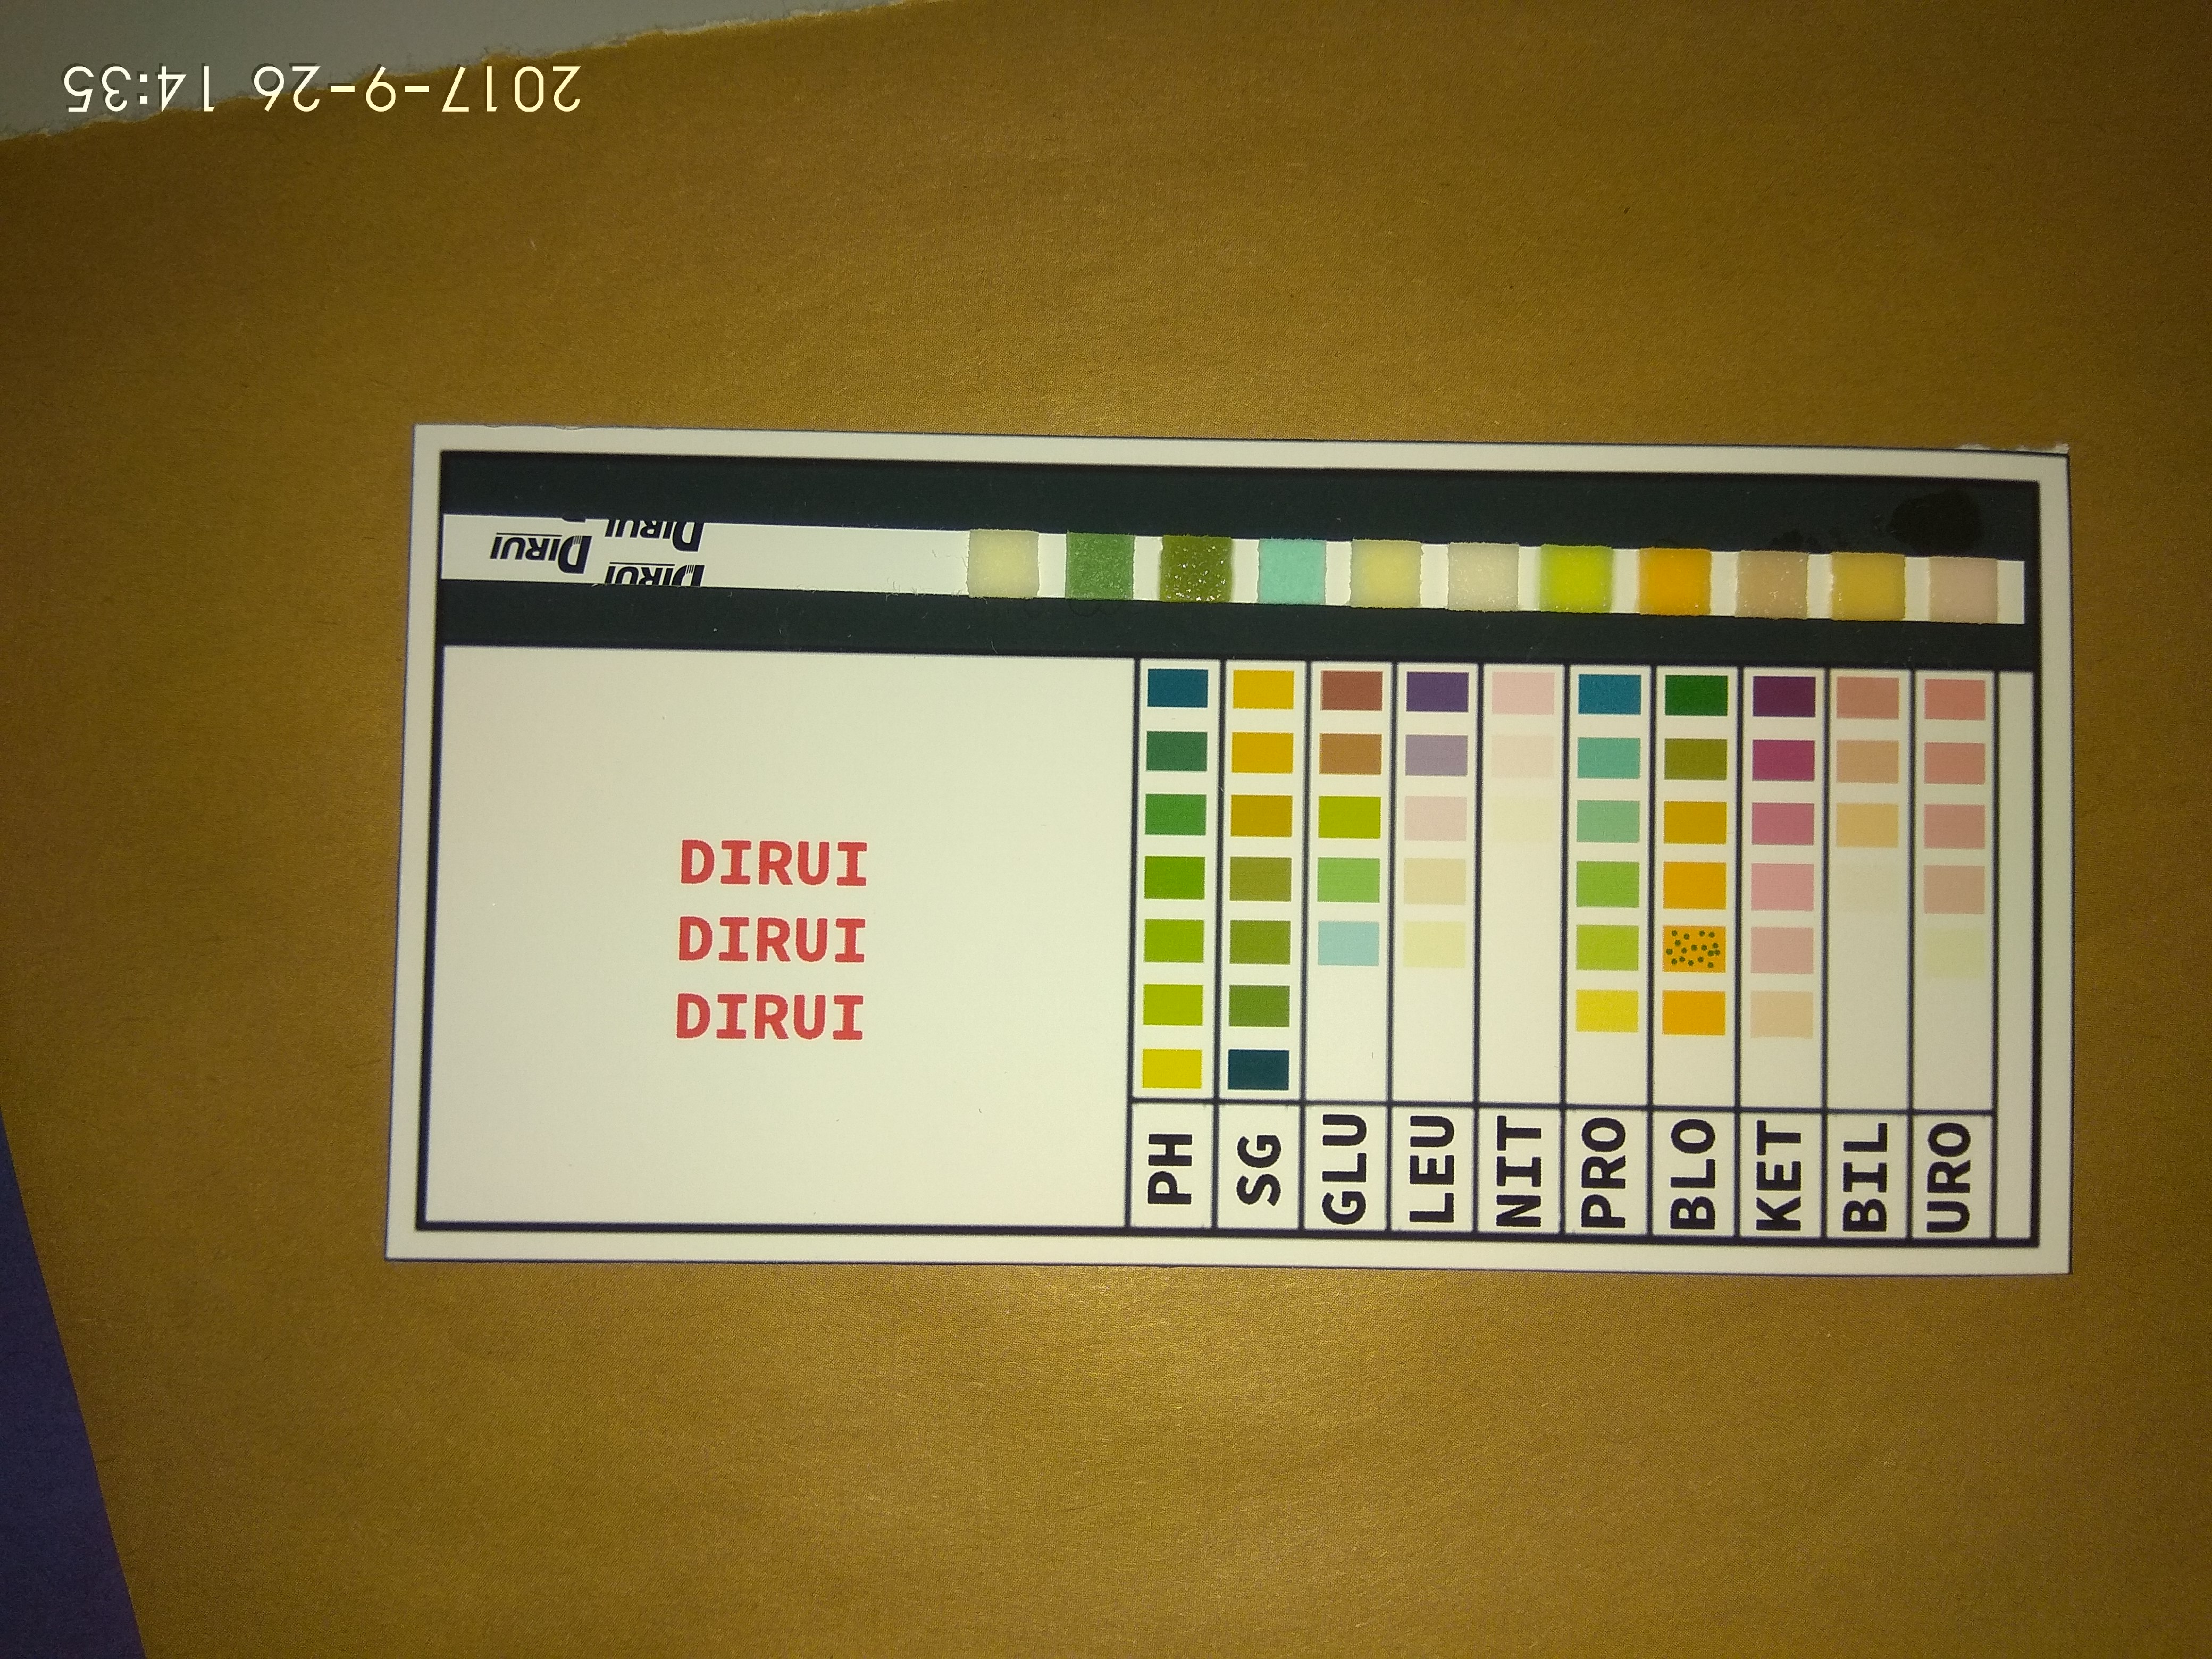 2017-9-26 14:35
DIRUI
DIRUI
DIRUI
DIRUI
DIRUI
DIRUI
PH
SG
GLU
LEU
NIT
PRO
BLO
KET
BIL
URO